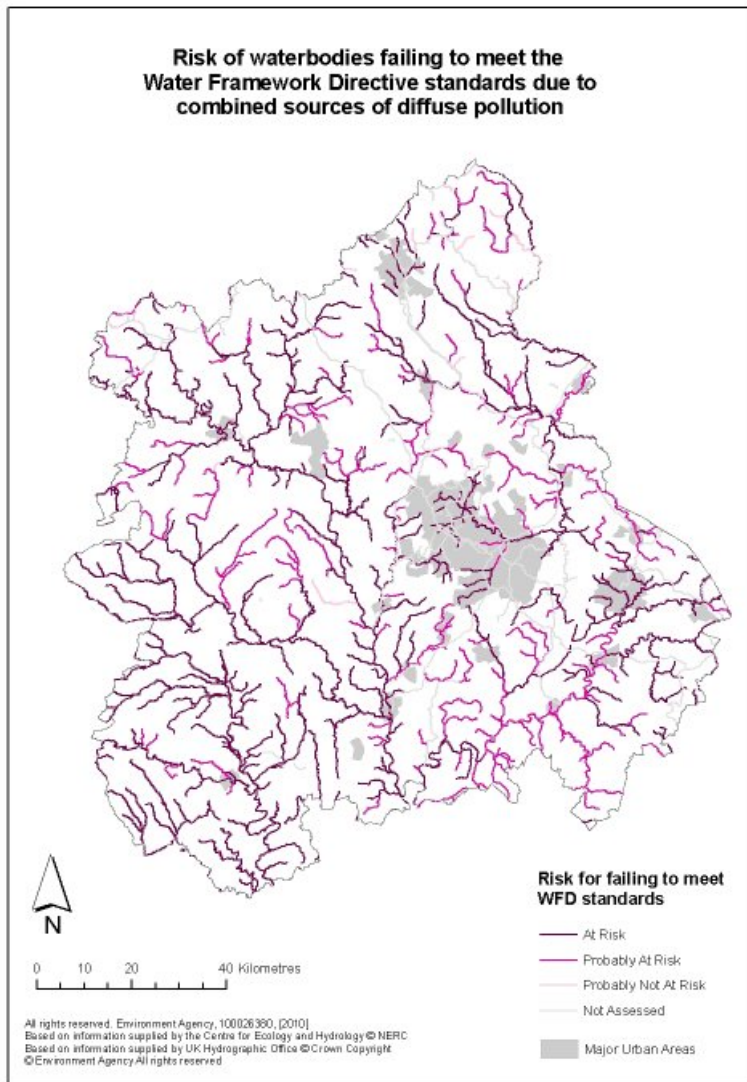 Risk of waterbodies failing to meet the
Water Framework Directive standards due to
combined sources of diffuse pollution
Risk for failing to meet
WFD standards
At Risk
Probably At Risk
Probably Not At Risk
Not Assessed
Major Urban Areas
N
0 10 20 40 Kilometres
All rights reserved. Environment Agency, 100026380, [2010]
Based on information supplied by the Centre for Ecology and Hydrology © NERC
Based on information supplied by UK Hydrographic Office © Crown Copyright
© Environment Agency All rights reserved